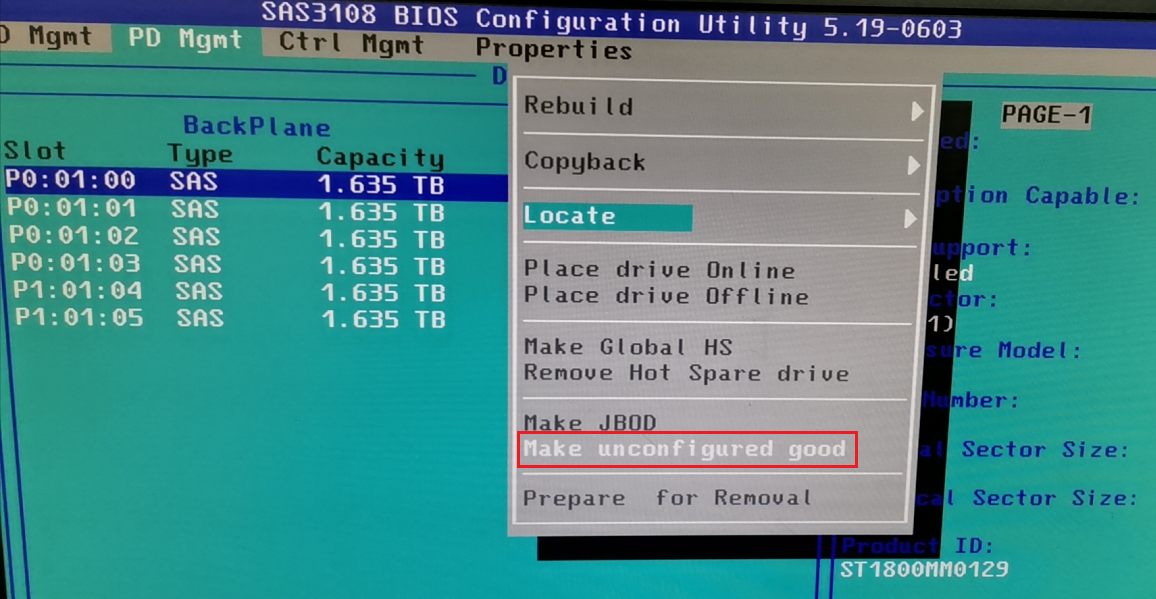 SAS3108 BIOS Configuration Utility 5.19-0603
D Mgmt PD Mgmt Ctrl Mgmt Properties
D
BackPlane
Slot Type Capacity
P0:01:00 SAS 1.635 TB
P0:01:01 SAS 1.635 TB
P0:01:02 SAS 1.635 TB
P0:01:03 SAS 1.635 TB
P1:01:04 SAS 1.635 TB
P1:01:05 SAS 1.635 TB
Rebuild
Copyback
Locate
Place drive Online
Place drive Offline
Make Global HS
Remove Hot Spare drive
Make JBOD
Make unconfigured good
Prepare for Removal
PAGE-1
ed:
ption Capable:
upport:
led
ctor:
1)
sure Model:
Number:
al Sector Size:
cal Sector Size:
Product ID:
ST1800MM0129